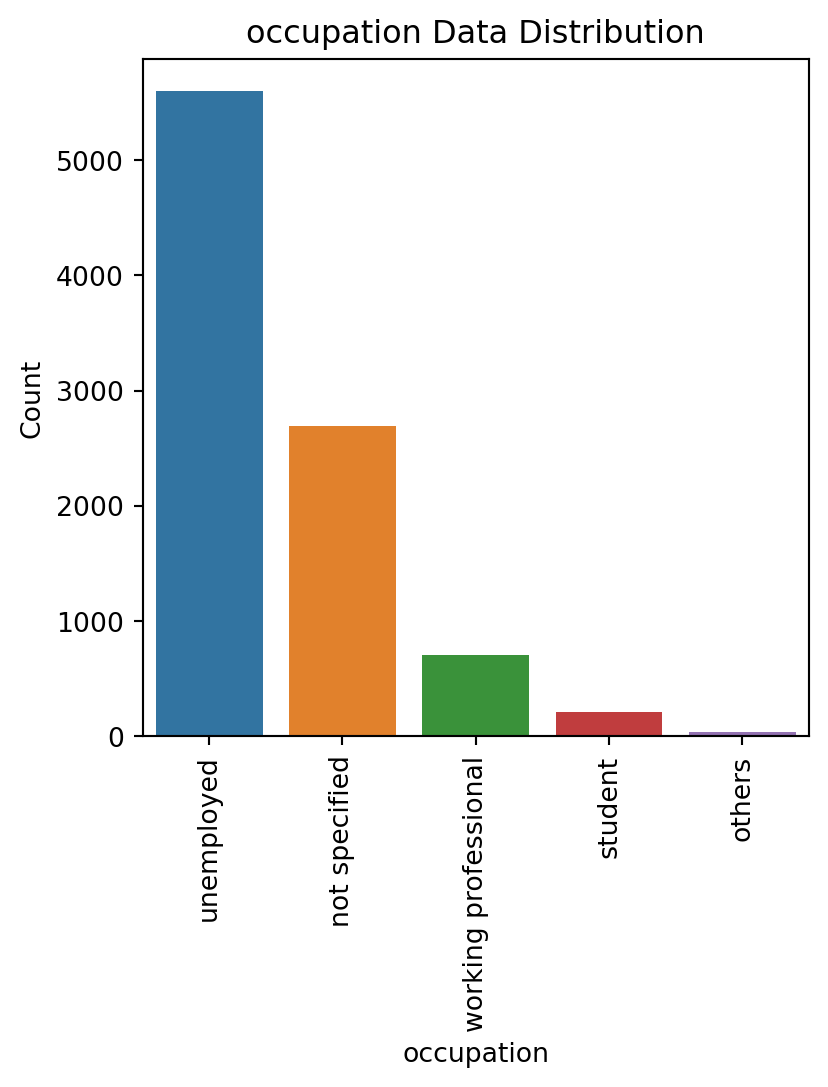 occupation Data Distribution
Count
5000
4000
3000
2000
1000
0
unemployed
not specified
working professional
student
others
occupation